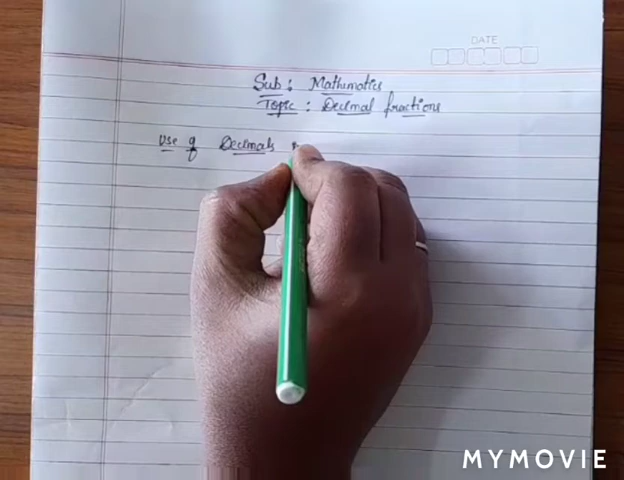 DATE
Sub : Mathematics
Topic : Decimal fractions
Use of Decimals
MYMOVIE